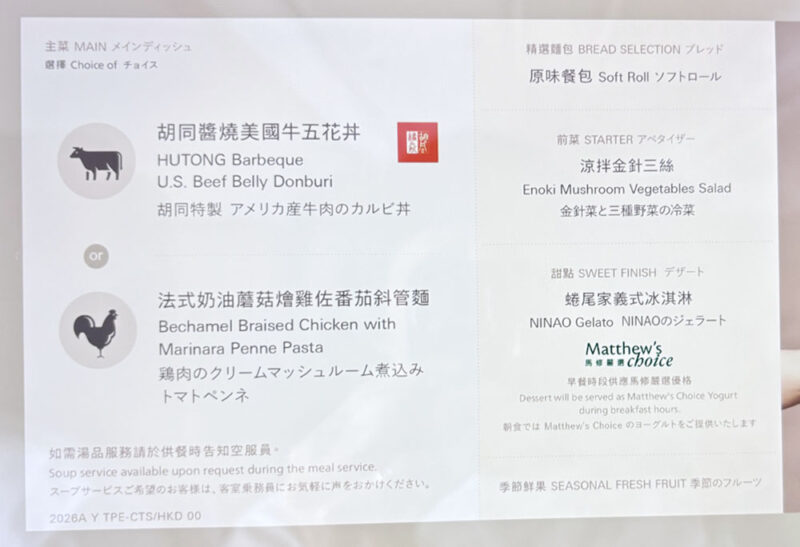 主菜 MAIN メインディッシュ
選擇 Choice of チョイス
胡同醬燒美國牛五花丼
HUTONG Barbeque
U.S. Beef Belly Donburi
胡同特製 アメリカ産牛肉のカルビ丼
or
法式奶油蘑菇燴雞佐番茄斜管麵
Bechamel Braised Chicken with
Marinara Penne Pasta
鶏肉のクリームマッシュルーム煮込み
トマトペンネ
如需湯品服務請於供餐時告知空服員。
Soup service available upon request during the meal service.
スープサービスご希望のお客様は、客室乗務員にお気軽に声をおかけください。
2026A Y TPE-CTS/HKD 00
精選麵包 BREAD SELECTION ブレッド
原味餐包 Soft Roll ソフトロール
前菜 STARTER アペタイザー
涼拌金針三絲
Enoki Mushroom Vegetables Salad
金針菜と三種野菜の冷菜
甜點 SWEET FINISH デザート
蜷尾家義式冰淇淋
NINAO Gelato NINAOのジェラート
Matthew's
馬修嚴選 choice
早餐時段供應馬修嚴選優格
Dessert will be served as Matthew's Choice Yogurt
during breakfast hours.
朝食では Matthew's Choice のヨーグルトをご提供いたします
季節鮮果 SEASONAL FRESH FRUIT 季節のフルーツ